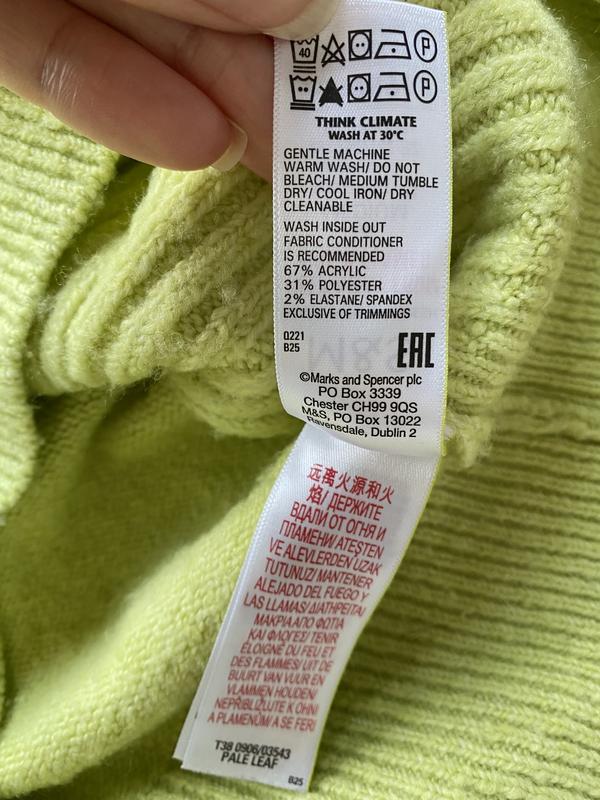 40 P
P
THINK CLIMATE
WASH AT 30°C
GENTLE MACHINE
WARM WASH/ DO NOT
BLEACH/ MEDIUM TUMBLE
DRY/ COOL IRON/ DRY
CLEANABLE
WASH INSIDE OUT
FABRIC CONDITIONER
IS RECOMMENDED
67% ACRYLIC
31% POLYESTER
2% ELASTANE/ SPANDEX
EXCLUSIVE OF TRIMMINGS
Q221
B25
EAC
©Marks and Spencer plc
PO Box 3339
Chester CH99 9QS
M&S, PO Box 13022
Ravensdale, Dublin 2
远离火源和火
焰/ ДЕРЖИТЕ
ВДАЛИ ОТ ОГНЯ И
ПЛАМЕНИ/ ATEŞTEN
VE ALEVLERDEN UZAK
TUTUNUZ/ MANTENER
ALEJADO DEL FUEGO Y
LAS LLAMAS/ ΔΙΑΤΗΡΕΙΤΑΙ
ΜΑΚΡΙΑ ΑΠΟ ΦΩΤΙΑ
ΚΑΙ ΦΛΟΓΕΣ/ TENIR
ÉLOIGNÉ DU FEU ET
DES FLAMMES/ UIT DE
BUURT VAN VUUR EN
VLAMMEN HOUDEN/
NEPŘIBLIŽUJTE K OHNI
A PLAMENŮM/ A SE FERI
T38 0906/03543
PALE LEAF
B25